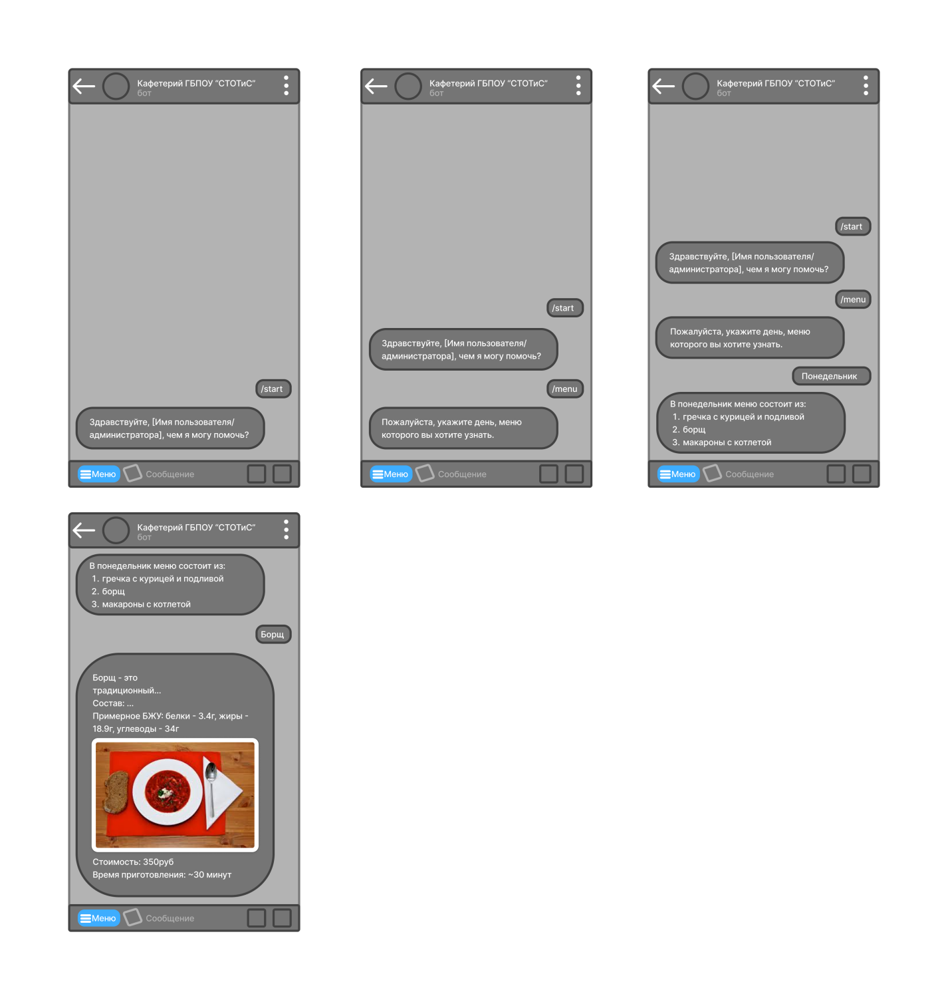 Кафетерий ГБПОУ “СТОТиС”
бот
/start
Здравствуйте, [Имя пользователя/
администратора], чем я могу помочь?
Меню
Сообщение
Кафетерий ГБПОУ “СТОТиС”
бот
/start
Здравствуйте, [Имя пользователя/
администратора], чем я могу помочь?
/menu
Пожалуйста, укажите день, меню
которого вы хотите узнать.
Меню
Сообщение
Кафетерий ГБПОУ “СТОТиС”
бот
/start
Здравствуйте, [Имя пользователя/
администратора], чем я могу помочь?
/menu
Пожалуйста, укажите день, меню
которого вы хотите узнать.
Понедельник
В понедельник меню состоит из:
1. гречка с курицей и подливой
2. борщ
3. макароны с котлетой
Меню
Сообщение
Кафетерий ГБПОУ “СТОТиС”
бот
В понедельник меню состоит из:
1. гречка с курицей и подливой
2. борщ
3. макароны с котлетой
Борщ
Борщ - это
традиционный...
Состав: ...
Примерное БЖУ: белки - 3.4г, жиры -
18.9г, углеводы - 34г
Стоимость: 350руб
Время приготовления: ~30 минут
Меню
Сообщение